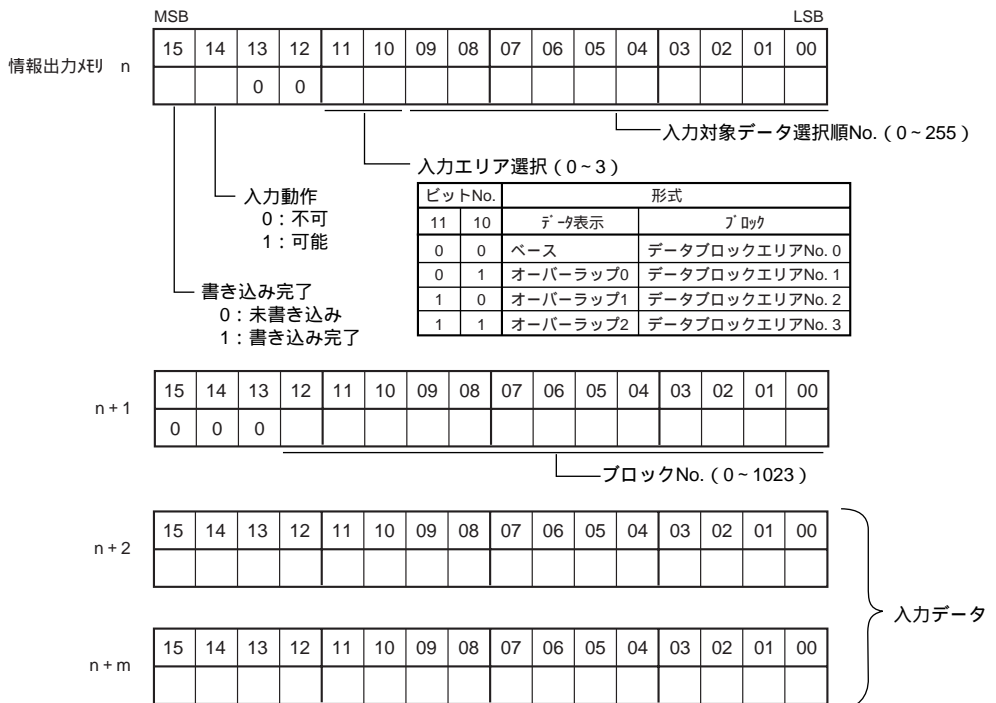 MSB LSB
15 14 13 12 11 10 09 08 07 06 05 04 03 02 01 00
情報出力ﾒﾓﾘ n
0 0
入力対象データ選択順No.(0~255)
入力エリア選択(0~3)
入力動作
0:不可
1:可能
書き込み完了
0:未書き込み
1:書き込み完了
ビットNo. 形式
11 10 ﾃﾞｰﾀ表示 ﾌﾞﾛｯｸ
0 0 ベース データブロックエリアNo. 0
0 1 オーバーラップ0 データブロックエリアNo. 1
1 0 オーバーラップ1 データブロックエリアNo. 2
1 1 オーバーラップ2 データブロックエリアNo. 3
15 14 13 12 11 10 09 08 07 06 05 04 03 02 01 00
n + 1
0 0 0
ブロックNo.(0~1023)
15 14 13 12 11 10 09 08 07 06 05 04 03 02 01 00
n + 2
入力データ
15 14 13 12 11 10 09 08 07 06 05 04 03 02 01 00
n + m